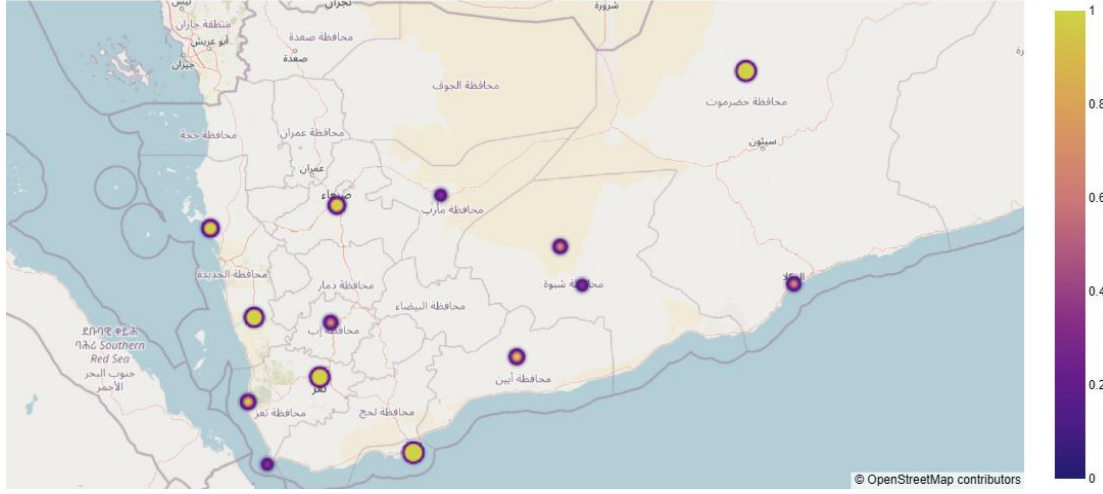 بيش
منطقة جازان
أبو عريش
جيزان
نجران
محافظة صعدة
صعدة
شرورة
محافظة الجوف
محافظة حضرموت
سيئون
محافظة حجة
محافظة عمران
عمران
صنعاء
محافظة مأرب
محافظة الحديدة
محافظة ذمار
محافظة شبوة
المكلا
محافظة البيضاء
محافظة إب
محافظة أبين
تعز
محافظة تعز
محافظة لحج
Southern
Red Sea
جنوب البحر
الأحمر
1
0.8
0.6
0.4
0.2
0
© OpenStreetMap contributors